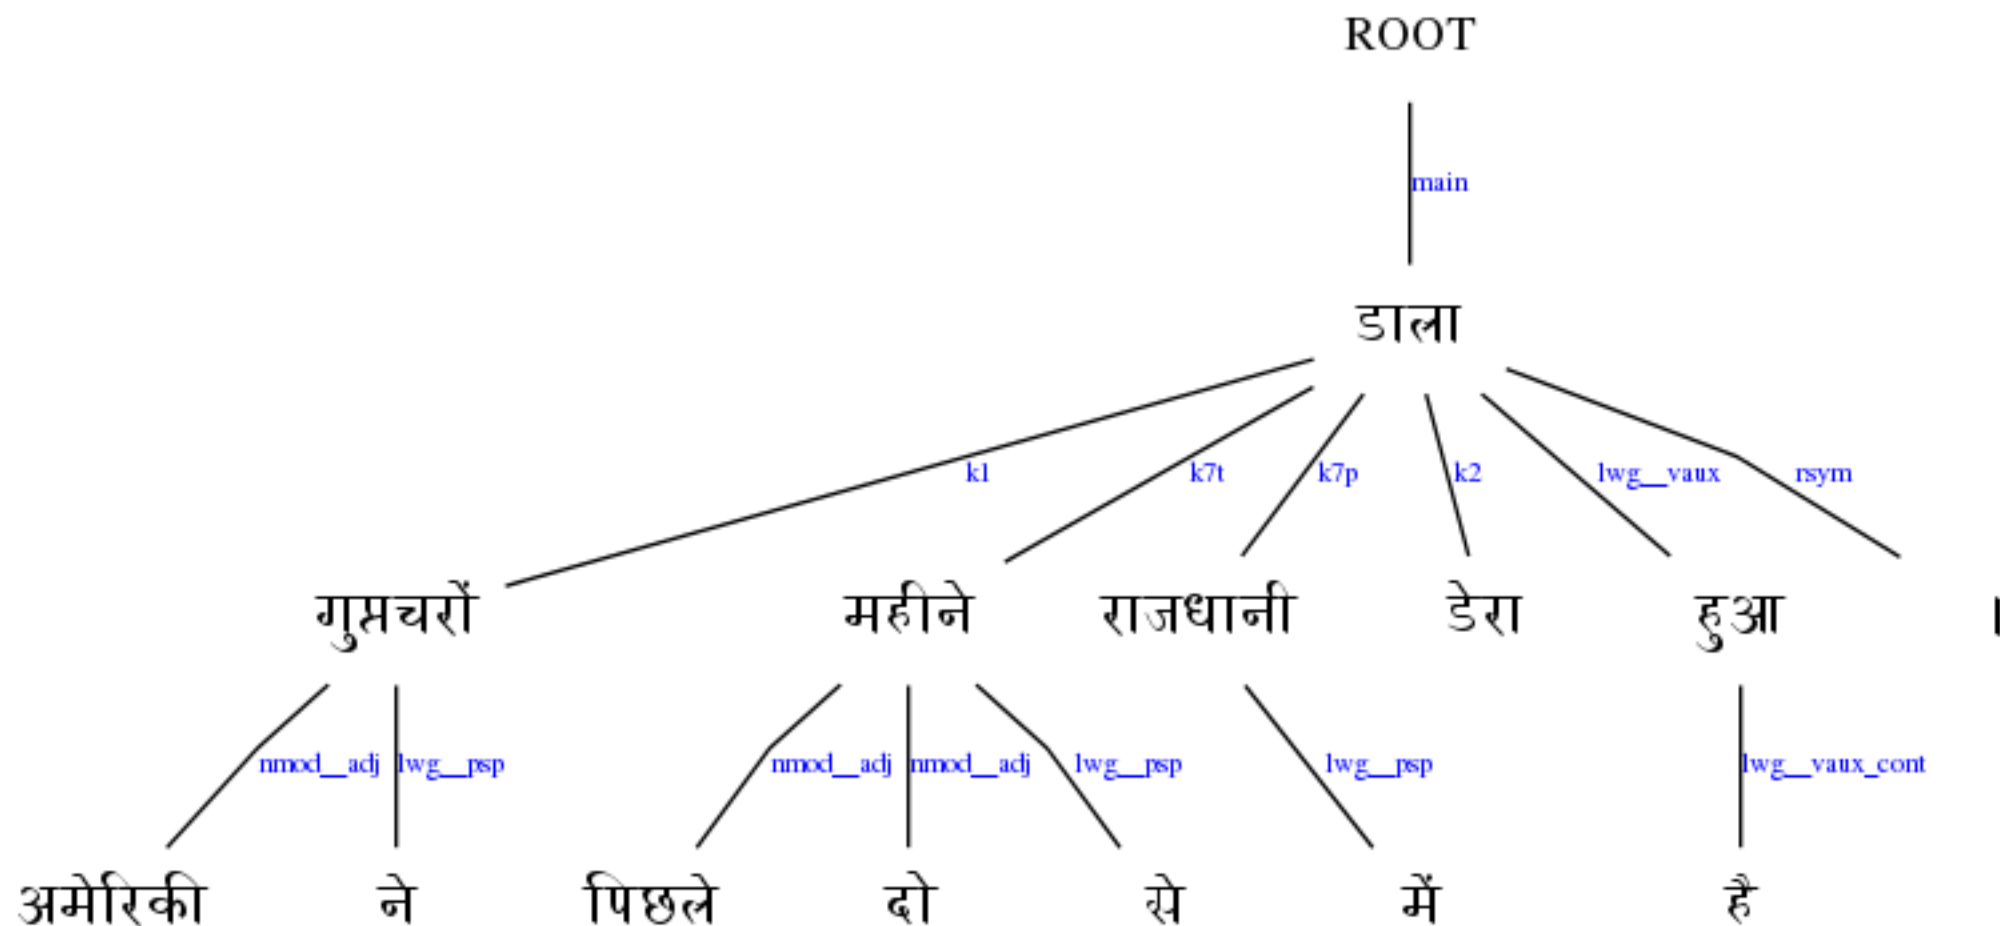 ROOT
main
डाला
k1 k7t k7p k2 lwg__vaux rsym
गुप्तचरों महीने राजधानी डेरा हुआ ।
nmod__adj lwg__psp nmod__adj nmod__adj lwg__psp lwg__psp lwg__vaux_cont
अमेरिकी ने पिछले दो से में है